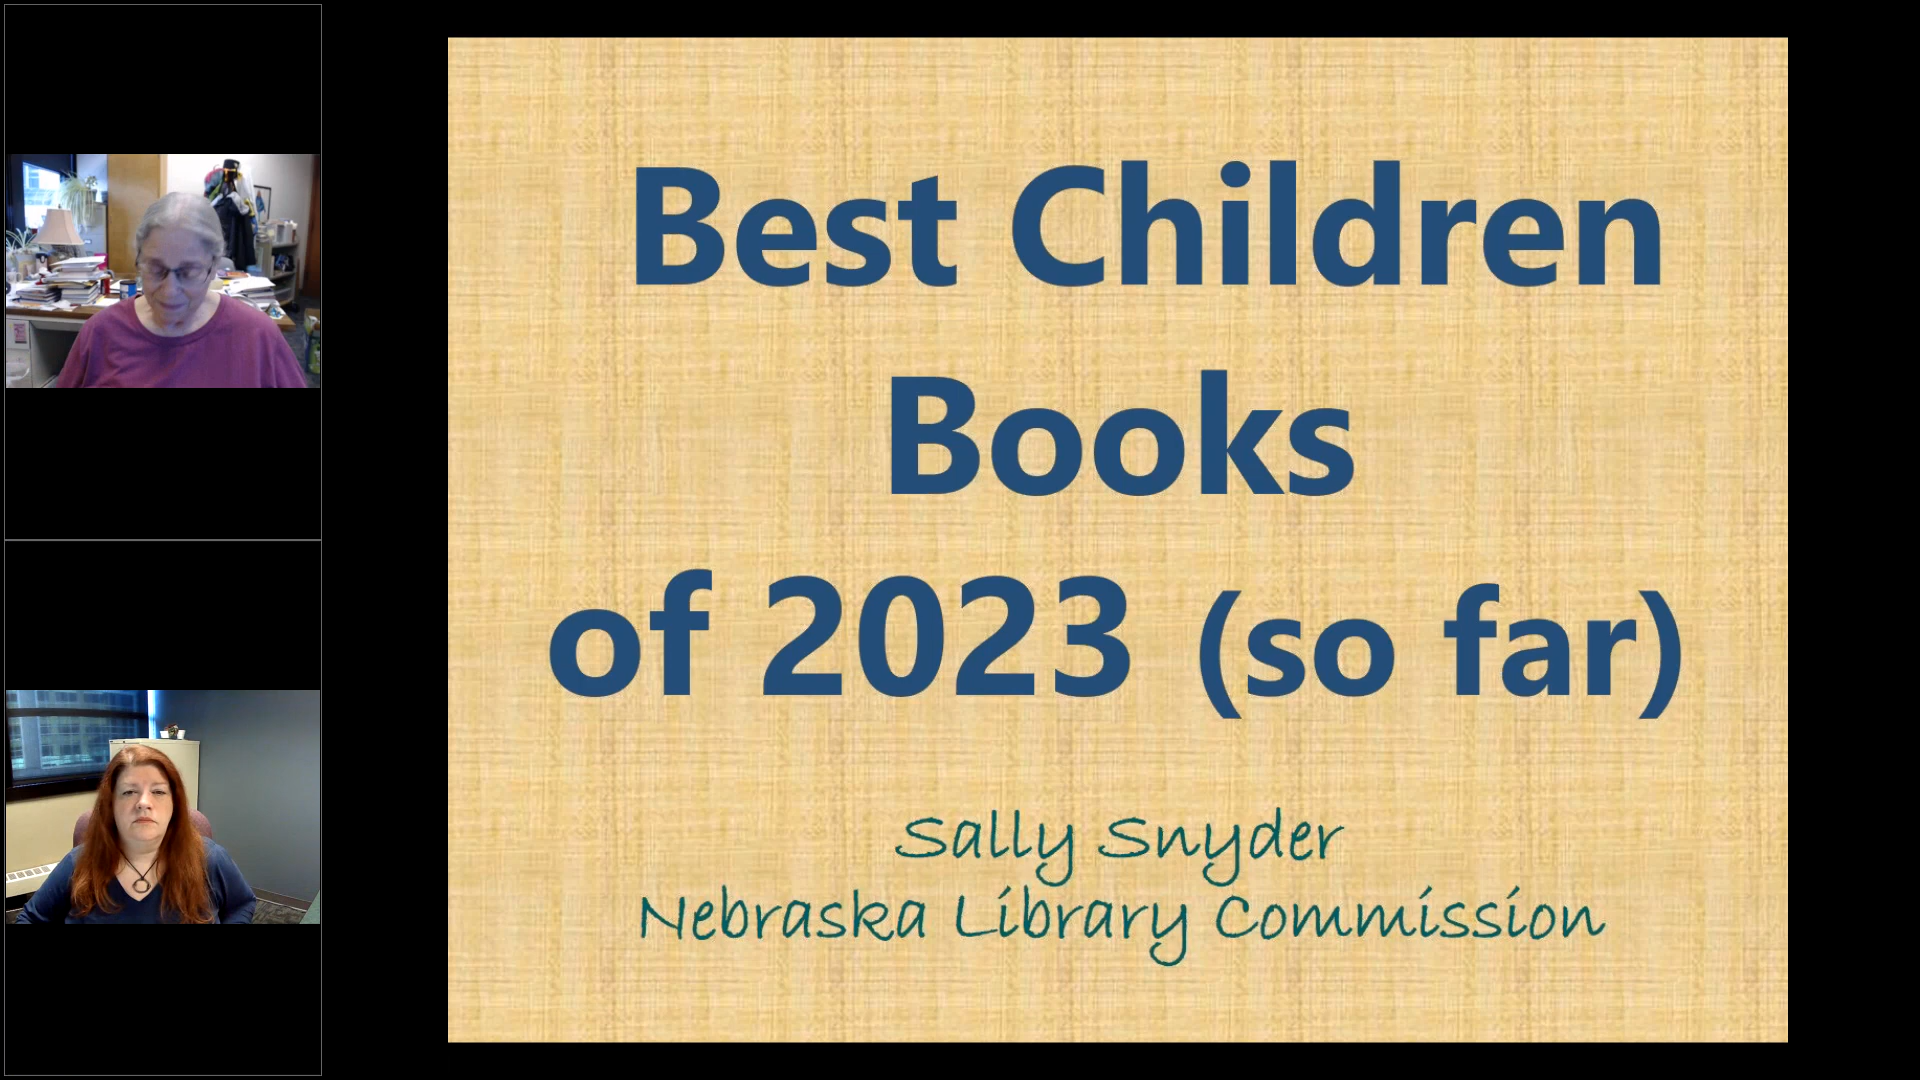 Best Children
Books
of 2023 (so far)
Sally Snyder
Nebraska Library Commission